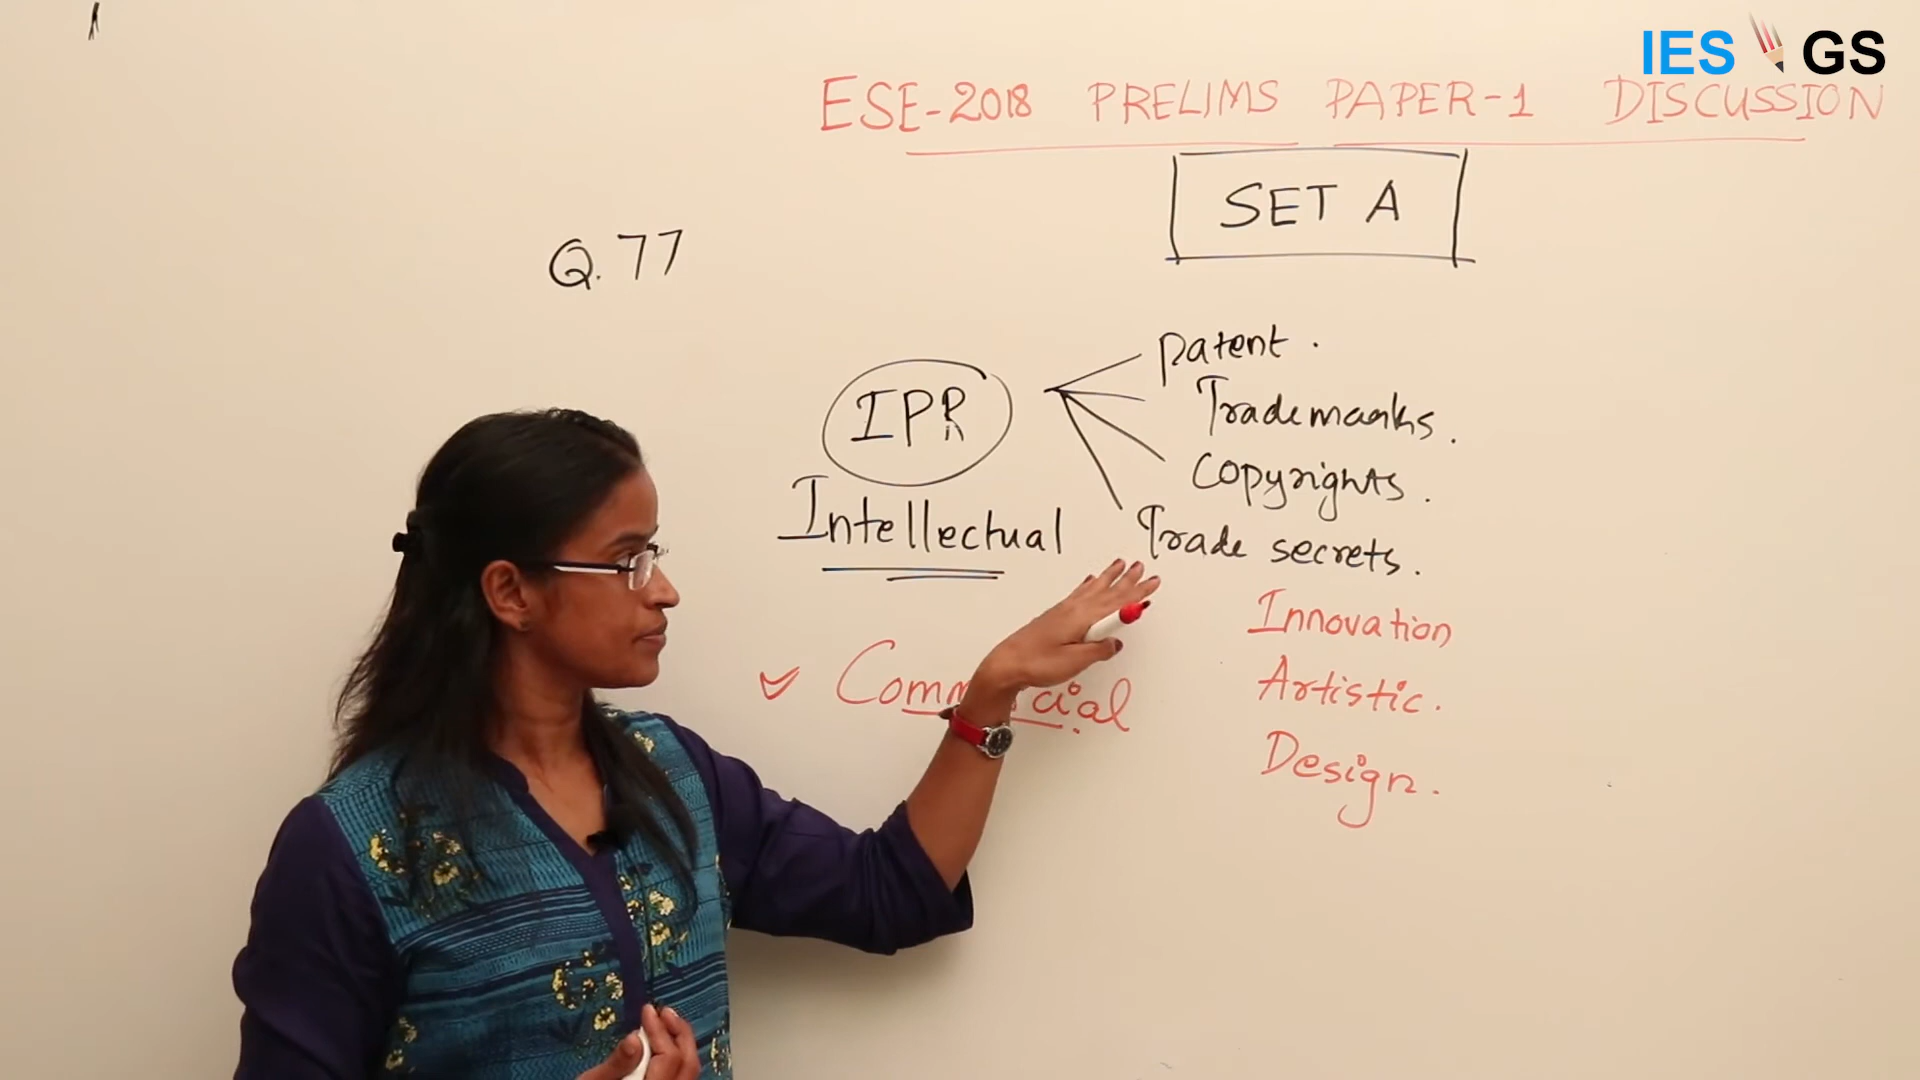 IES GS
ESE-2018 PRELIMS PAPER-1 DISCUSSION
SET A
Q.77
IPR
Patent.
Trademarks.
Copyrights.
Trade secrets.
Intellectual
Innovation
Artistic.
Design.